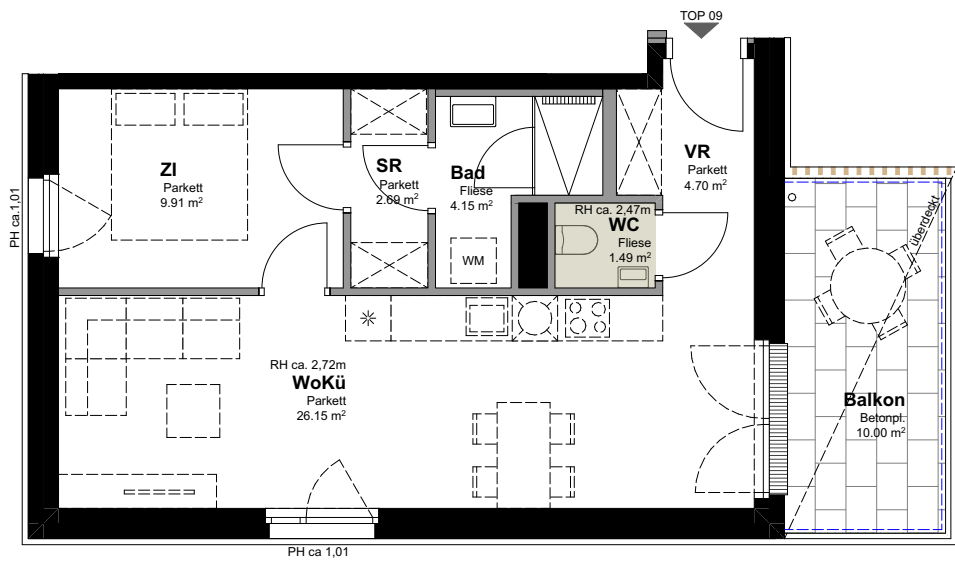 TOP 09
ZI
Parkett
9.91 m²
SR
Parkett
2.69 m²
Bad
Fliese
4.15 m²
WM
RH ca. 2,47m
WC
Fliese
1.49 m²
VR
Parkett
4.70 m²
PH ca.1,01
überdeckt
RH ca. 2,72m
WoKü
Parkett
26.15 m²
Balkon
Betonpl.
10.00 m²
PH ca 1,01